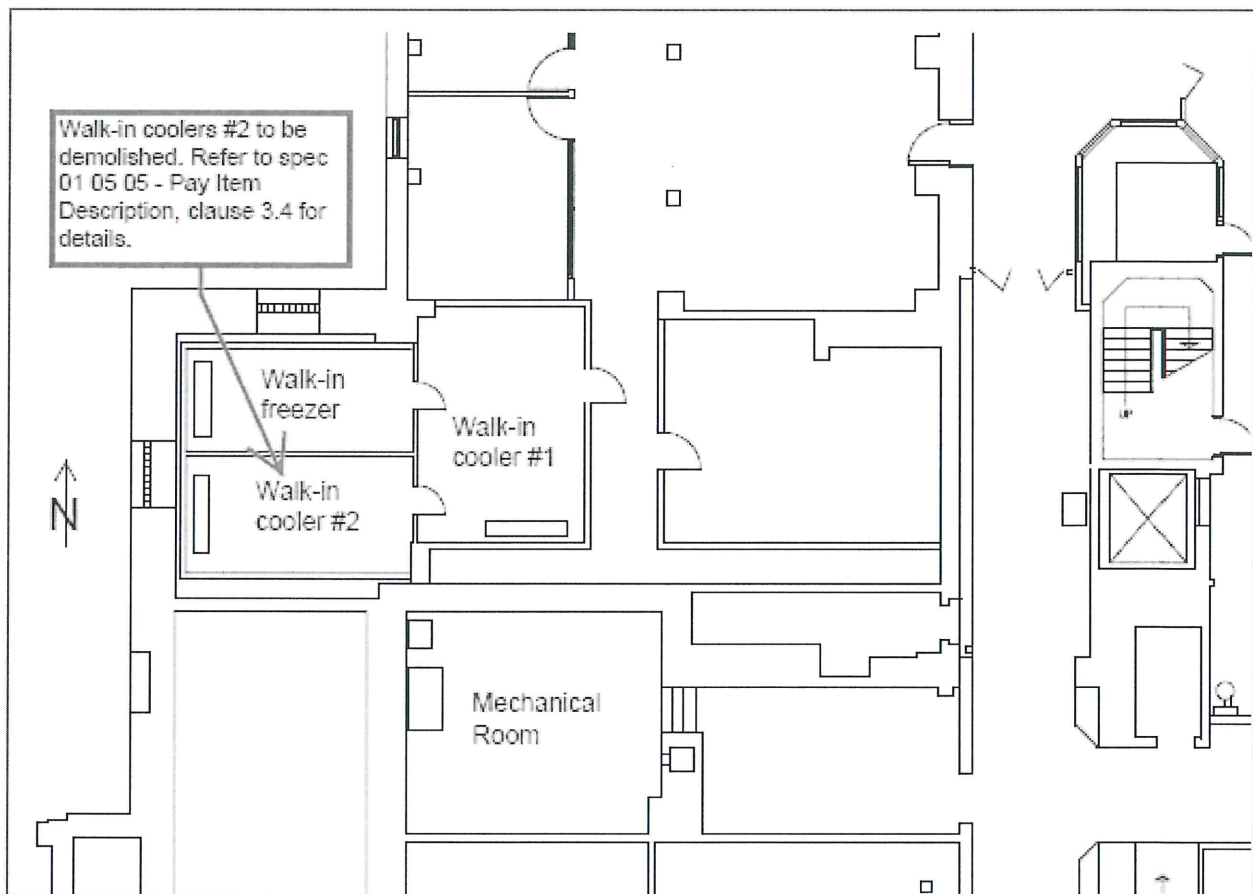 Walk-in coolers #2 to be
demolished. Refer to spec
01 05 05 - Pay Item
Description, clause 3.4 for
details.
Walk-in
freezer
Walk-in
cooler #1
Walk-in
cooler #2
N
UP
Mechanical
Room